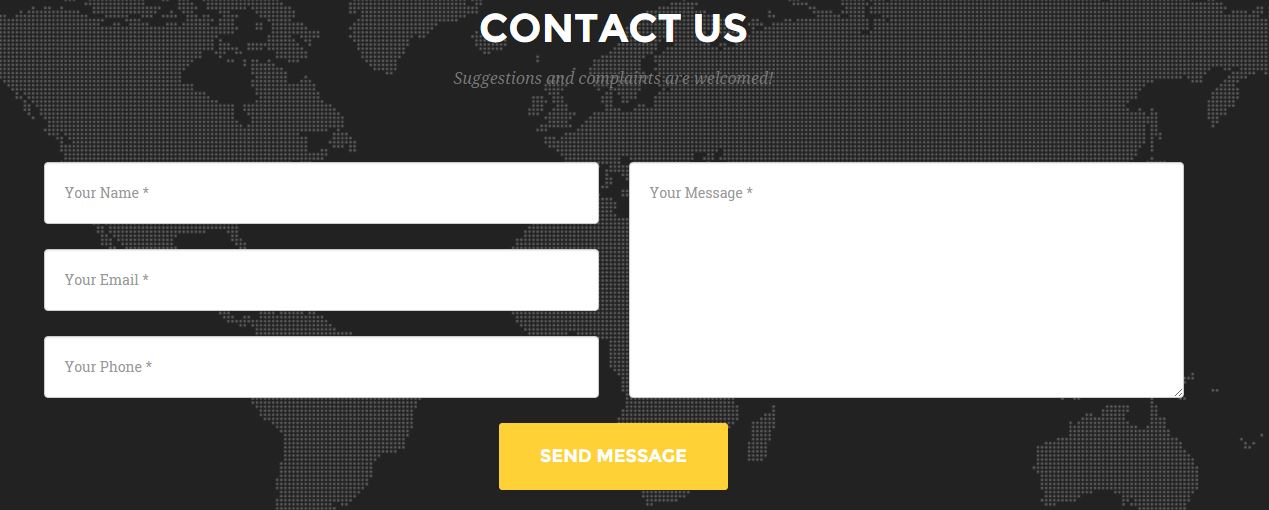 CONTACT US
Suggestions and complaints are welcomed!
Your Name *
Your Email *
Your Phone *
Your Message *
SEND MESSAGE